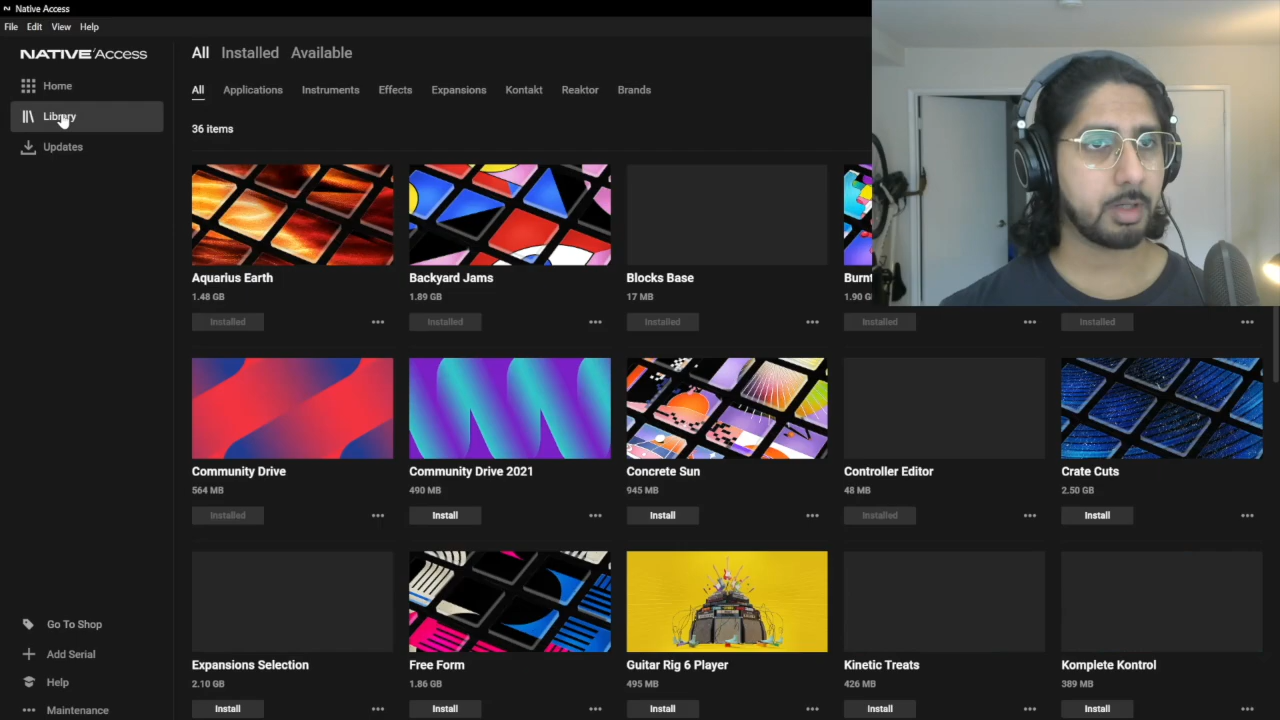 Native Access
File Edit View Help
NATIVE ACCESS
Home
Library
Updates
Go To Shop
Add Serial
Help
Maintenance
All Installed Available
All Applications Instruments Effects Expansions Kontakt Reaktor Brands
36 items
Aquarius Earth Backyard Jams Blocks Base Burnt
1.48 GB 1.89 GB 17 MB 1.90 G
Installed Installed Installed Installed Installed
Community Drive Community Drive 2021 Concrete Sun Controller Editor Crate Cuts
564 MB 490 MB 945 MB 48 MB 2.50 GB
Installed Install Install Installed Install
Expansions Selection Free Form Guitar Rig 6 Player Kinetic Treats Komplete Kontrol
2.10 GB 1.86 GB 495 MB 426 MB 389 MB
Install Install Install Install Install